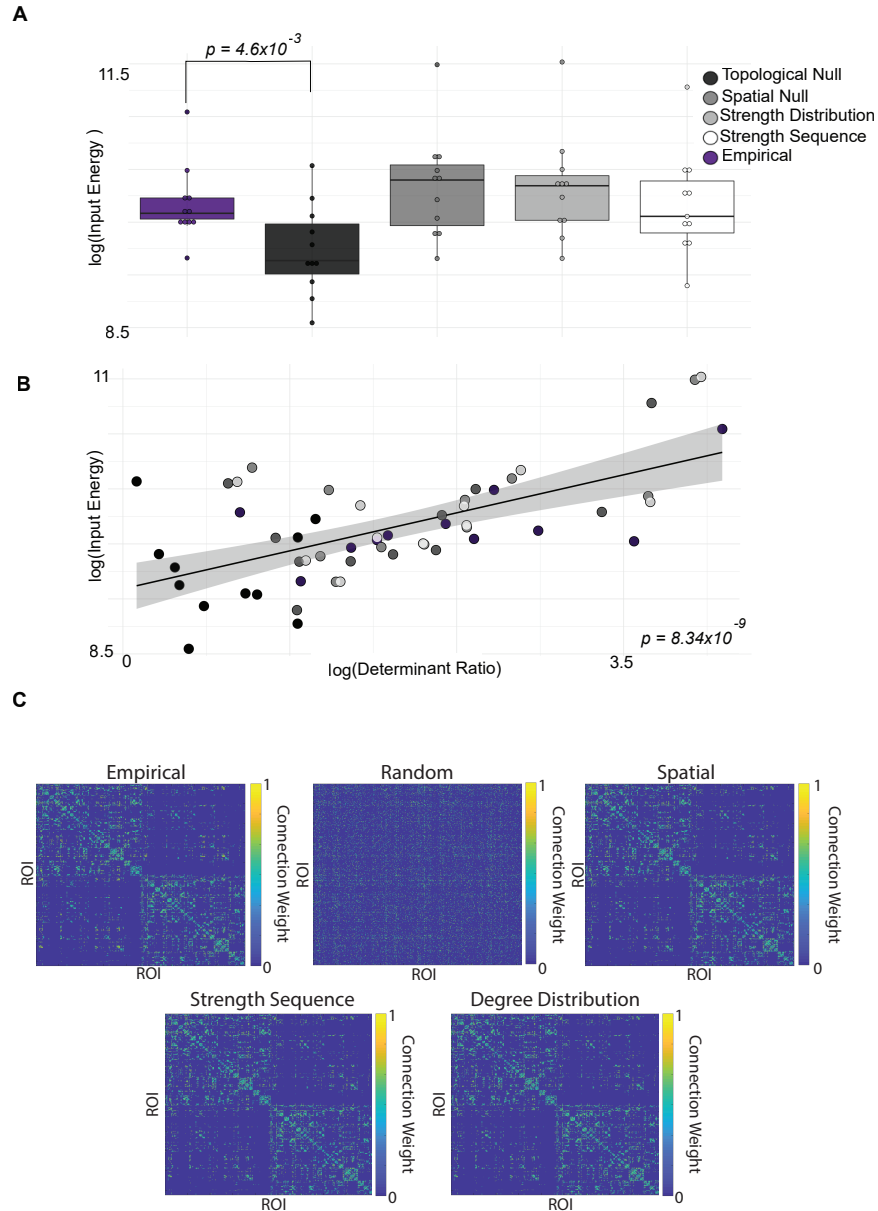 A
p = 4.6x10-3
11.5
log(Input Energy )
8.5
Topological Null
Spatial Null
Strength Distribution
Strength Sequence
Empirical
B
11
log(Input Energy)
8.5
0
3.5
log(Determinant Ratio)
p = 8.34x10-9
C
Empirical
ROI
ROI
1
Connection Weight
0
Random
ROI
ROI
1
Connection Weight
0
Spatial
ROI
ROI
1
Connection Weight
0
Strength Sequence
ROI
ROI
1
Connection Weight
0
Degree Distribution
ROI
ROI
1
Connection Weight
0